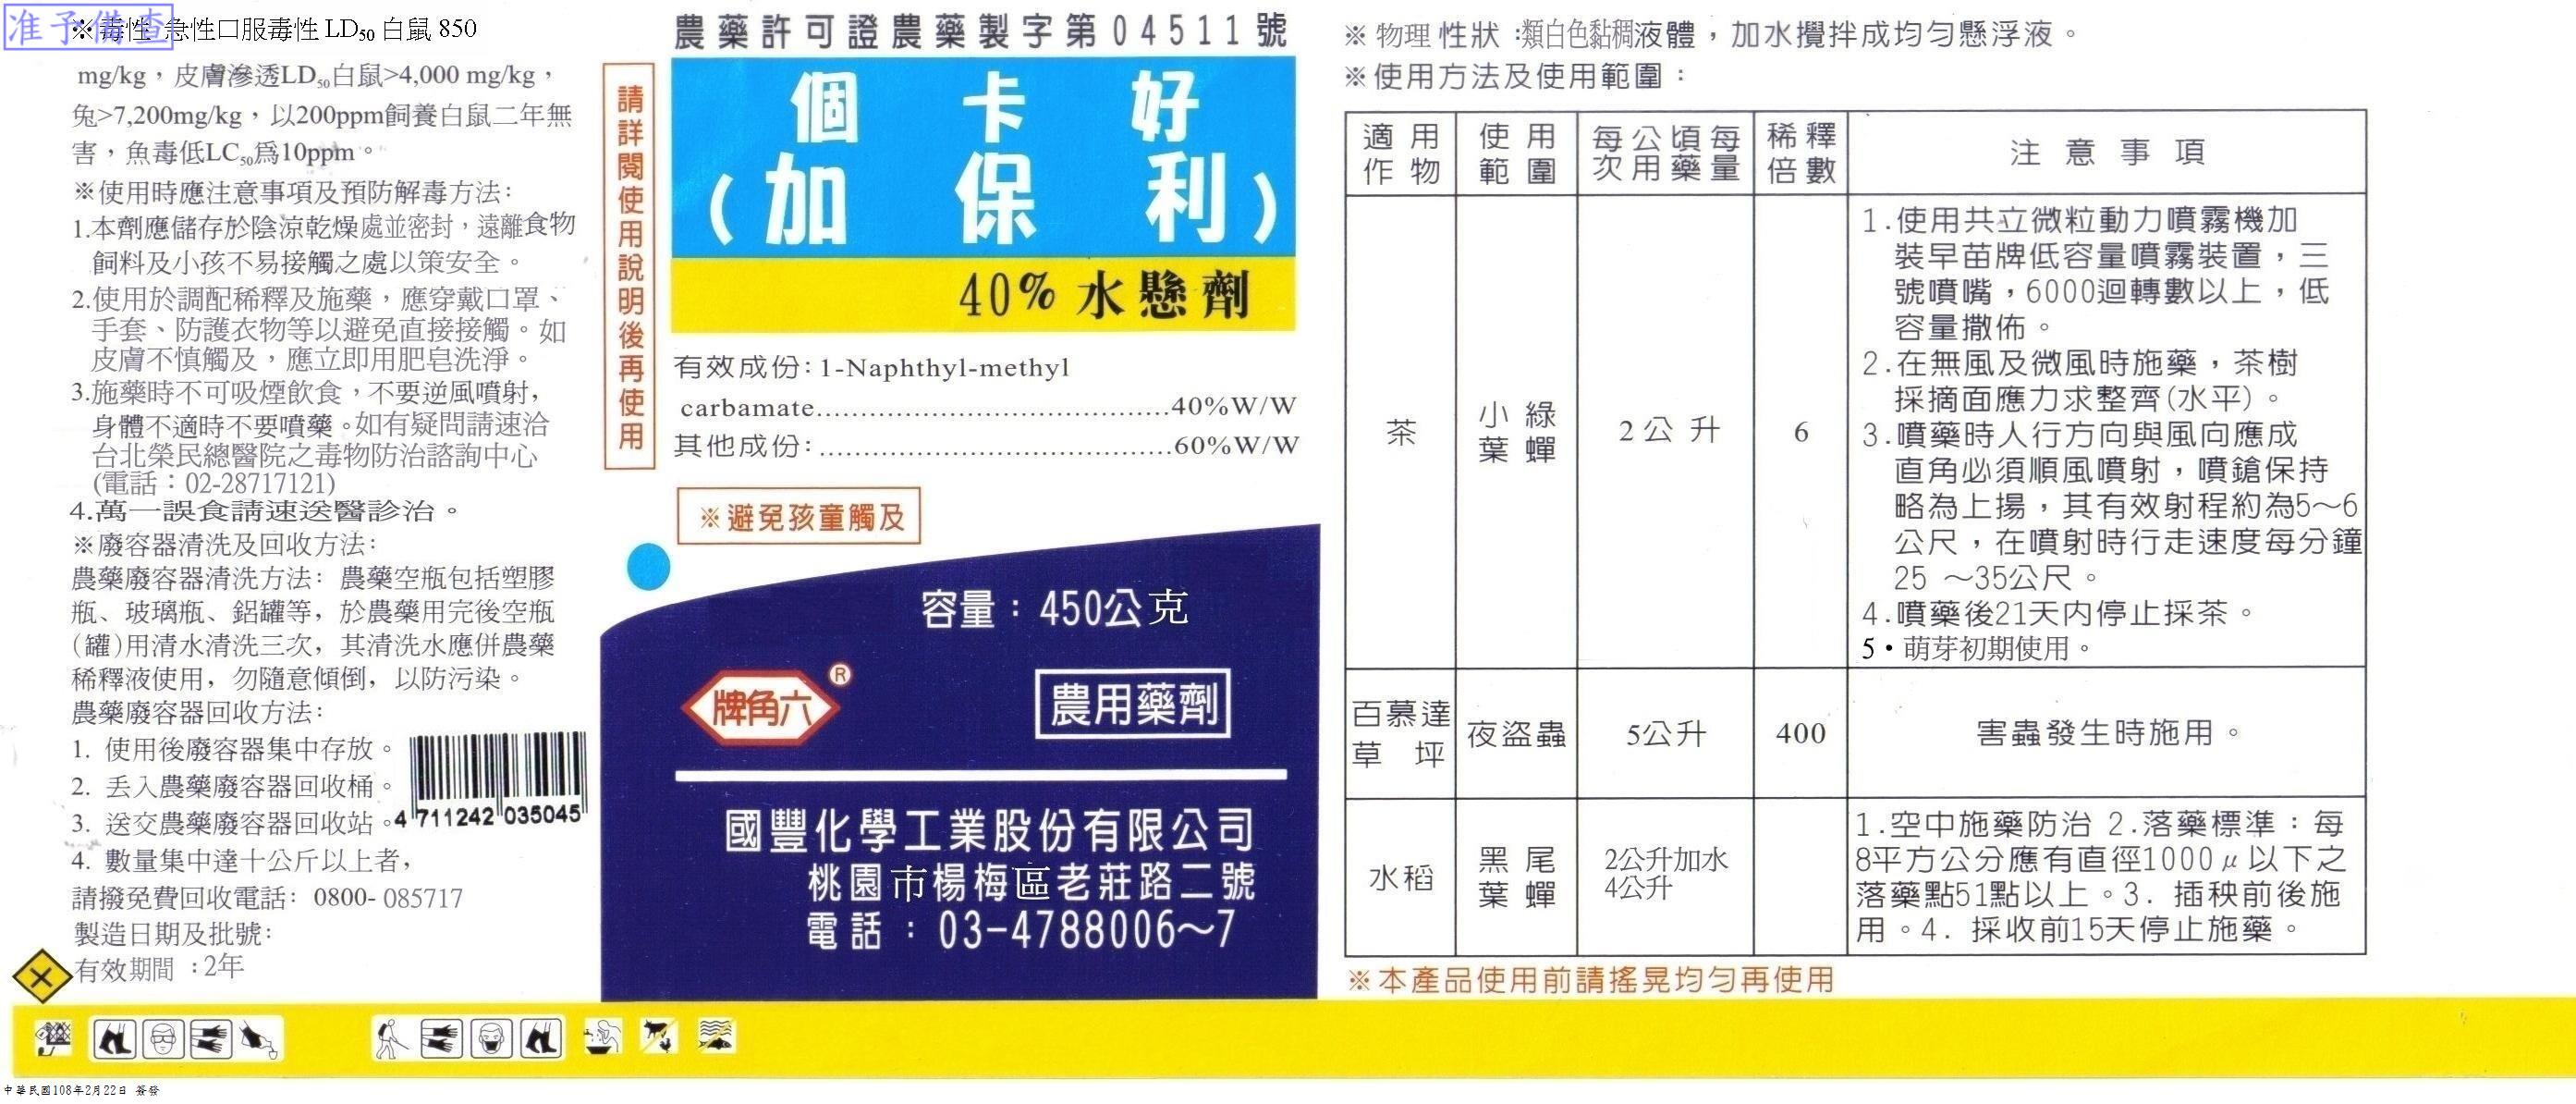 准予備查
※毒性 急性口服毒性LD50白鼠 850
mg/kg，皮膚滲透LD50白鼠>4,000 mg/kg，
兔>7,200mg/kg，以200ppm飼養白鼠二年無
害，魚毒低LC50為10ppm。
※使用時應注意事項及預防解毒方法：
1.本劑應儲存於陰涼乾燥處並密封，遠離食物
飼料及小孩不易接觸之處以策安全。
2.使用於調配稀釋及施藥，應穿戴口罩、
手套、防護衣物等以避免直接接觸。如
皮膚不慎觸及，應立即用肥皂洗淨。
3.施藥時不可吸煙飲食，不要逆風噴射，
身體不適時不要噴藥。如有疑問請速洽
台北榮民總醫院之毒物防治諮詢中心
(電話：02-28717121)
4.萬一誤食請速送醫診治。
※廢容器清洗及回收方法：
農藥廢容器清洗方法：農藥空瓶包括塑膠
瓶、玻璃瓶、鋁罐等，於農藥用完後空瓶
(罐)用清水清洗三次，其清洗水應併農藥
稀釋液使用，勿隨意傾倒，以防污染。
農藥廢容器回收方法：
1. 使用後廢容器集中存放。
2. 丟入農藥廢容器回收桶。
3. 送交農藥廢容器回收站。
4 711242 035045
4. 數量集中達十公斤以上者，
請撥免費回收電話：0800- 085717
製造日期及批號：
有效期間 :2年
請詳閱使用說明後再使用
農藥許可證農藥製字第04511號
個卡好
(加保利)
40% 水懸劑
有效成份：1-Naphthyl-methyl
carbamate.......................................40%W/W
其他成份：.......................................60%W/W
※避免孩童觸及
容量：450公克
牌角六®
農用藥劑
國豐化學工業股份有限公司
桃園市楊梅區老莊路二號
電話：03-4788006～7
※物理性狀:類白色黏稠液體，加水攪拌成均勻懸浮液。
※使用方法及使用範圍：
適用作物 使用範圍 每公頃每次用藥量 稀釋倍數 注意事項
茶 小綠葉蟬 2公升 6
1.使用共立微粒動力噴霧機加
裝早苗牌低容量噴霧裝置，三
號噴嘴，6000迴轉數以上，低
容量撒佈。
2.在無風及微風時施藥，茶樹
採摘面應力求整齊(水平)。
3.噴藥時人行方向與風向應成
直角必須順風噴射，噴鎗保持
略為上揚，其有效射程約為5～6
公尺，在噴射時行走速度每分鐘
25 ～35公尺。
4.噴藥後21天內停止採茶。
5·萌芽初期使用。
百慕達草坪 夜盜蟲 5公升 400 害蟲發生時施用。
水稻 黑尾葉蟬 2公升加水4公升
1.空中施藥防治 2.落藥標準：每
8平方公分應有直徑1000μ以下之
落藥點51點以上。3. 插秧前後施
用。4. 採收前15天停止施藥。
※本產品使用前請搖晃均勻再使用
中華民國108年2月22日 簽發